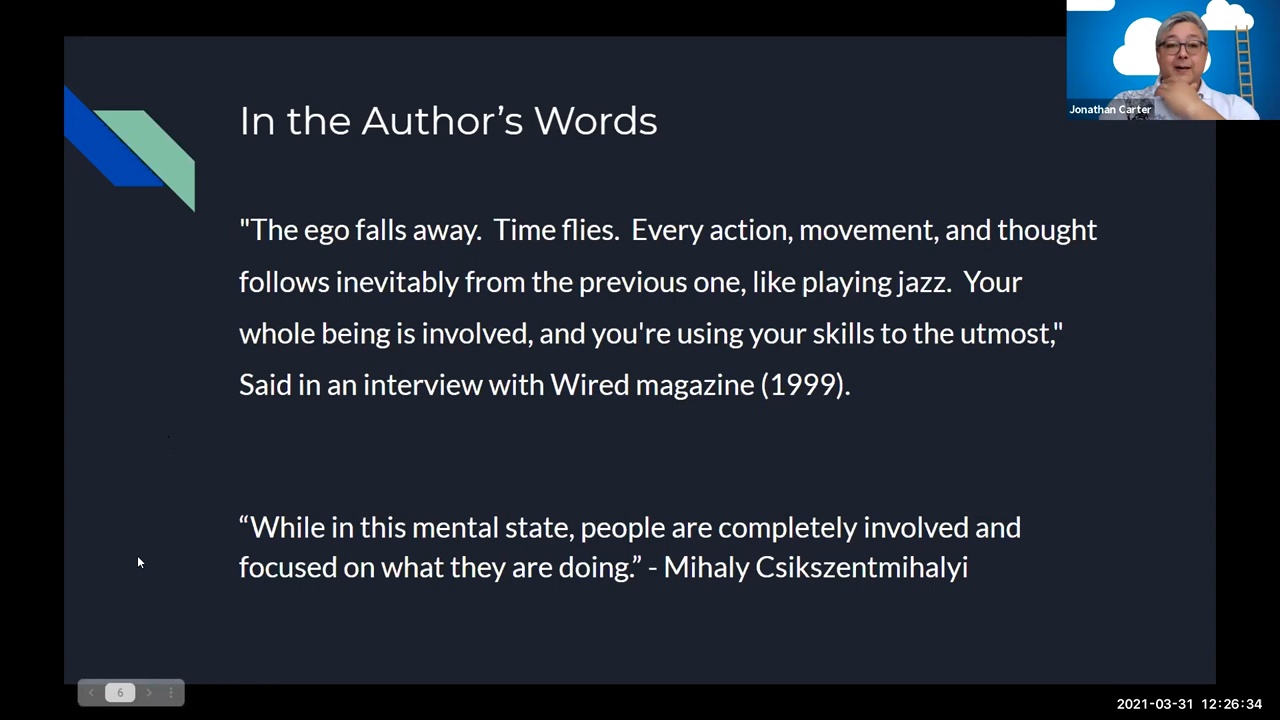 Jonathan Carter
In the Author’s Words
"The ego falls away.  Time flies.  Every action, movement, and thought
follows inevitably from the previous one, like playing jazz.  Your
whole being is involved, and you're using your skills to the utmost,"
Said in an interview with Wired magazine (1999).
“While in this mental state, people are completely involved and
focused on what they are doing.” - Mihaly Csikszentmihalyi
6
2021-03-31 12:26:34